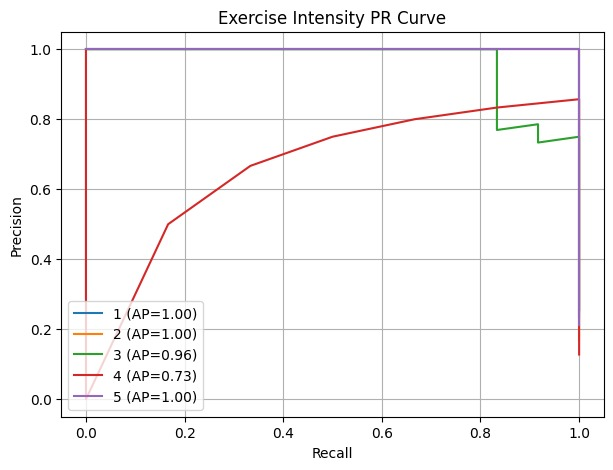 Exercise Intensity PR Curve
Precision
1.0
0.8
0.6
0.4
0.2
0.0
1 (AP=1.00)
2 (AP=1.00)
3 (AP=0.96)
4 (AP=0.73)
5 (AP=1.00)
0.0 0.2 0.4 0.6 0.8 1.0
Recall